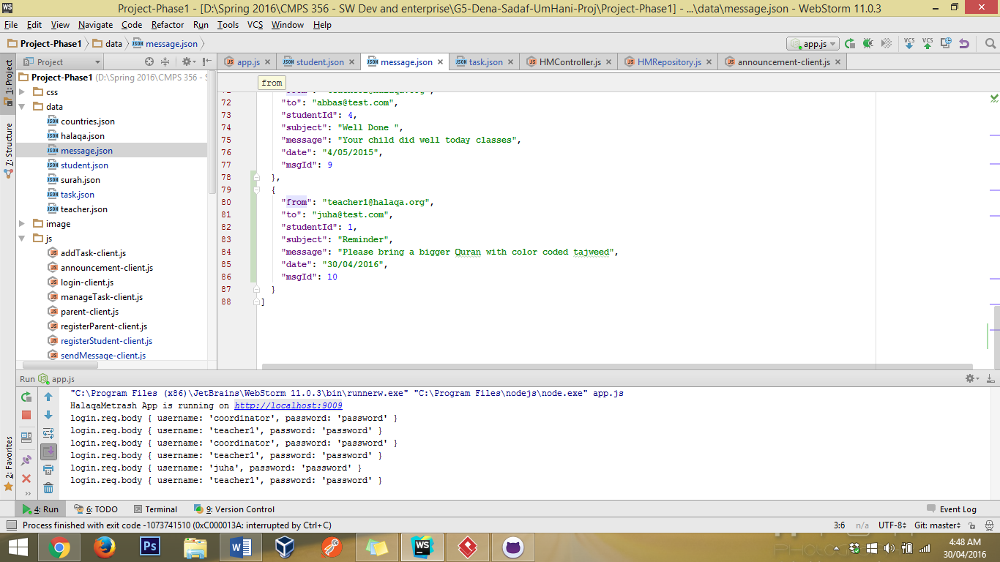 Project-Phase1 - [D:\Spring 2016\CMPS 356 - SW Dev and enterprise\G5-Dena-Sadaf-UmHani-Proj\Project-Phase1] - ...\data\message.json - WebStorm 11.0.3
File Edit View Navigate Code Refactor Run Tools VCS Window Help
Project-Phase1 data message.json app.js VCS VCS
Project app.js student.json message.json task.json HMController.js HMRepository.js announcement-client.js
1: Project
7: Structure
2: Favorites
Project-Phase1 (D:\Spring 2016\CMPS 356 - S
css
data
countries.json
halaqa.json
message.json
student.json
surah.json
task.json
teacher.json
image
js
addTask-client.js
announcement-client.js
login-client.js
manageTask-client.js
parent-client.js
registerParent-client.js
registerStudent-client.js
sendMessage-client.js
from
72 "to": "abbas@test.com",
73 "studentId": 4,
74 "subject": "Well Done ",
75 "message": "Your child did well today classes",
76 "date": "4/05/2015",
77 "msgId": 9
78 },
79 {
80 "from": "teacher1@halaqa.org",
81 "to": "juha@test.com",
82 "studentId": 1,
83 "subject": "Reminder",
84 "message": "Please bring a bigger Quran with color coded tajweed",
85 "date": "30/04/2016",
86 "msgId": 10
87 }
88 ]
Run app.js
"C:\Program Files (x86)\JetBrains\WebStorm 11.0.3\bin\runnerw.exe" "C:\Program Files\nodejs\node.exe" app.js
HalaqaMetrash App is running on http://localhost:9009
login.req.body { username: 'coordinator', password: 'password' }
login.req.body { username: 'teacher1', password: 'password' }
login.req.body { username: 'coordinator', password: 'password' }
login.req.body { username: 'teacher1', password: 'password' }
login.req.body { username: 'juha', password: 'password' }
login.req.body { username: 'teacher1', password: 'password' }
4: Run 6: TODO Terminal 9: Version Control Event Log
Process finished with exit code -1073741510 (0xC000013A: interrupted by Ctrl+C) 3:6 n/a UTF-8 Git: master
4:48 AM
30/04/2016